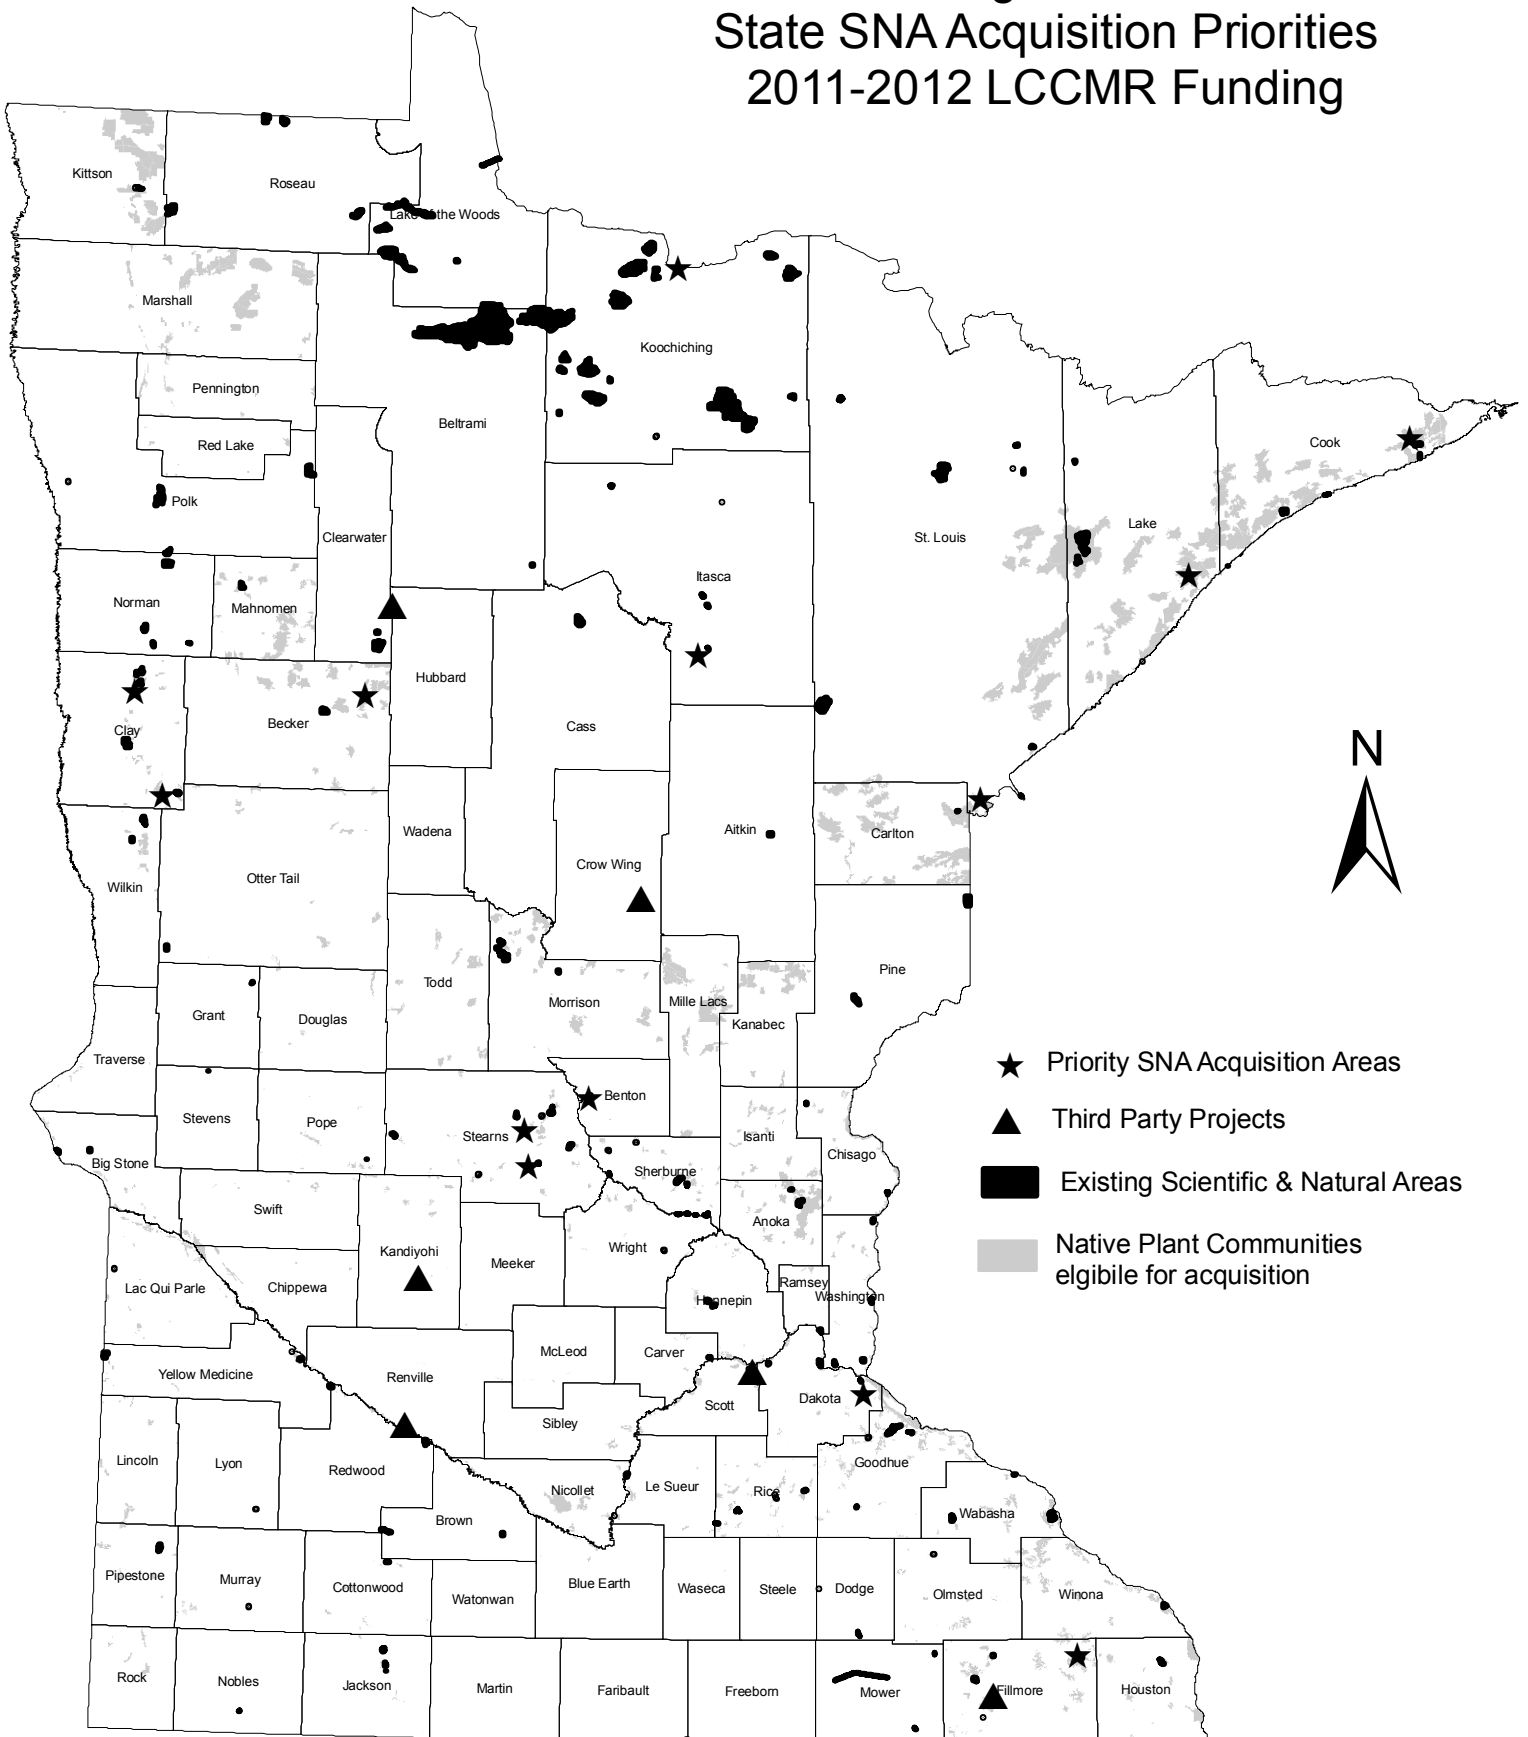 State SNA Acquisition Priorities
2011-2012 LCCMR Funding
Kittson
Roseau
Lake of the Woods
Marshall
Koochiching
Pennington
Beltrami
Red Lake
Cook
Polk
Lake
Clearwater
St. Louis
Itasca
Norman
Mahnomen
Hubbard
Becker
Cass
Clay
N
Wadena
Aitkin
Carlton
Crow Wing
Otter Tail
Wilkin
Pine
Todd
Morrison
Mille Lacs
Grant
Douglas
Kanabec
Traverse
Priority SNA Acquisition Areas
Benton
Stevens
Pope
Third Party Projects
Stearns
Isanti
Chisago
Big Stone
Sherburne
Existing Scientific & Natural Areas
Swift
Anoka
Kandiyohi
Wright
Native Plant Communities
elgibile for acquisition
Meeker
Lac Qui Parle
Chippewa
Ramsey
Washington
Hennepin
McLeod
Carver
Yellow Medicine
Renville
Scott
Dakota
Sibley
Lincoln
Lyon
Redwood
Goodhue
Nicollet
Le Sueur
Rice
Wabasha
Brown
Pipestone
Murray
Cottonwood
Watonwan
Blue Earth
Waseca
Steele
Dodge
Olmsted
Winona
Rock
Nobles
Jackson
Martin
Faribault
Freeborn
Mower
Fillmore
Houston